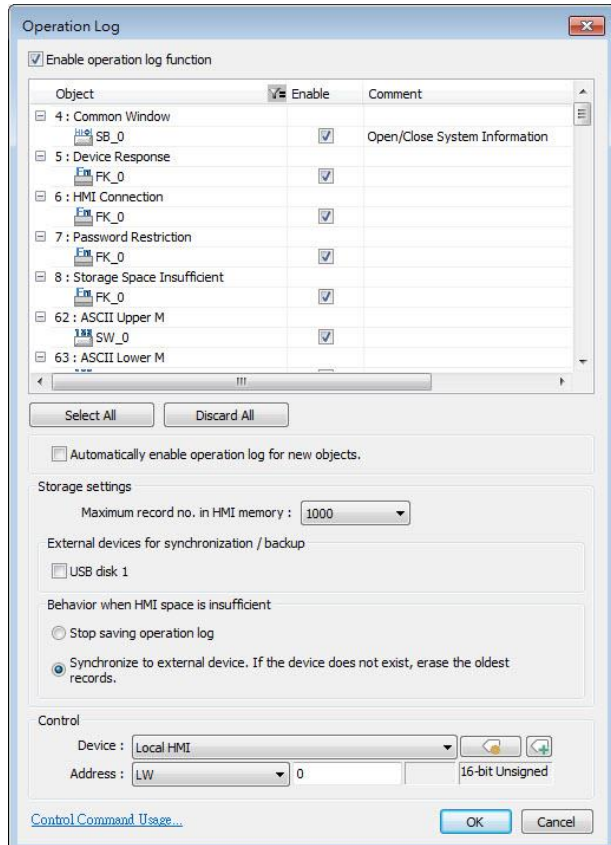 Operation Log
Enable operation log function
Object Enable Comment
4 : Common Window
SB_0 Open/Close System Information
5 : Device Response
FK_0
6 : HMI Connection
FK_0
7 : Password Restriction
FK_0
8 : Storage Space Insufficient
FK_0
62 : ASCII Upper M
SW_0
63 : ASCII Lower M
Select All Discard All
Automatically enable operation log for new objects.
Storage settings
Maximum record no. in HMI memory : 1000
External devices for synchronization / backup
USB disk 1
Behavior when HMI space is insufficient
Stop saving operation log
Synchronize to external device. If the device does not exist, erase the oldest
records.
Control
Device : Local HMI
Address : LW 0 16-bit Unsigned
Control Command Usage... OK Cancel